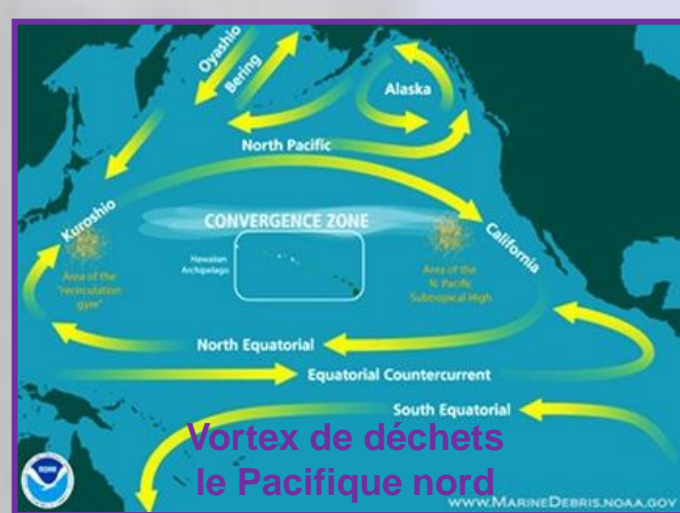 Oyashio
Bering
Alaska
North Pacific
Kuroshio
CONVERGENCE ZONE
California
Hawaiian
Archipelago
Area of the
"recirculation
gyre"
Area of the
N. Pacific
Subtropical High
North Equatorial
Equatorial Countercurrent
South Equatorial
Vortex de déchets
le Pacifique nord
NOAA
WWW.MARINEDEBRIS.NOAA.GOV